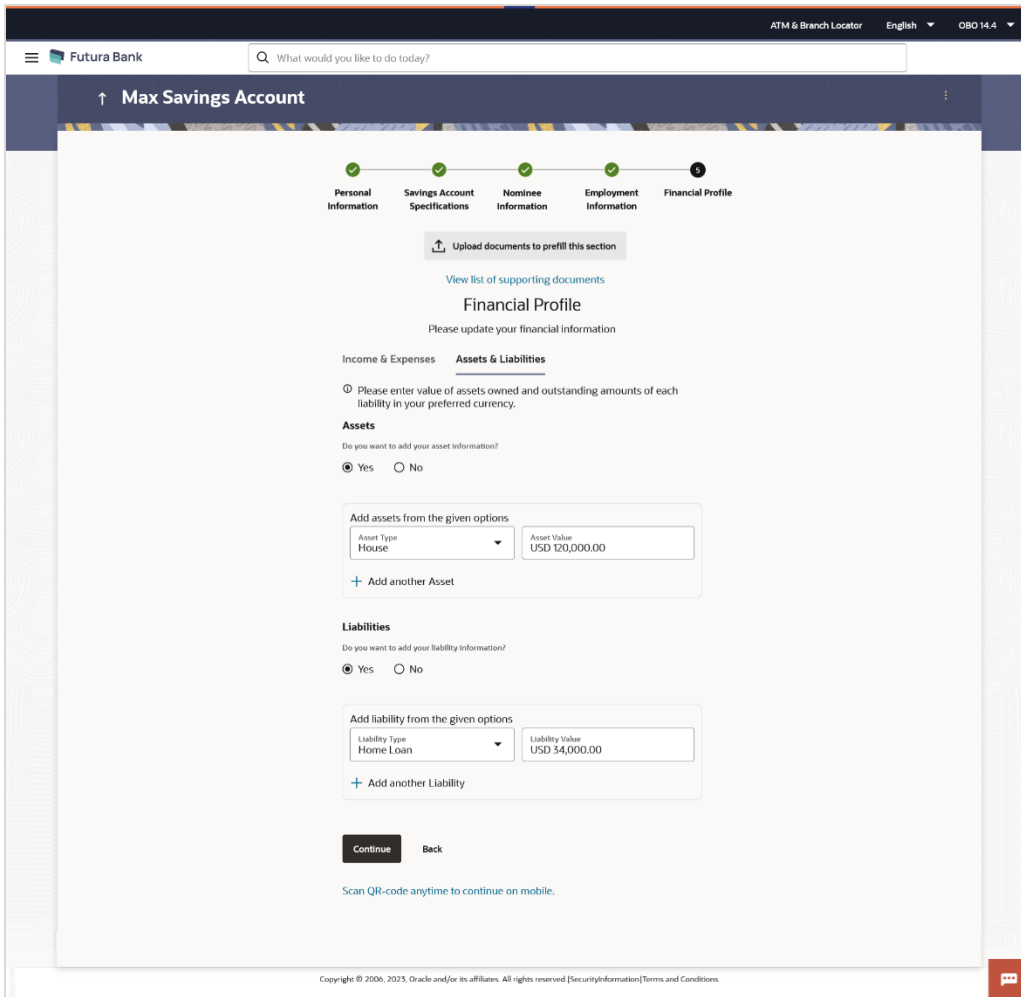 ATM & Branch Locator English OBO 14.4
Futura Bank What would you like to do today?
Max Savings Account
5
Personal Information Savings Account Specifications Nominee Information Employment Information Financial Profile
Upload documents to prefill this section
View list of supporting documents
Financial Profile
Please update your financial information
Income & Expenses Assets & Liabilities
Please enter value of assets owned and outstanding amounts of each
liability in your preferred currency.
Assets
Do you want to add your asset information?
Yes No
Add assets from the given options
Asset Type Asset Value
House USD 120,000.00
Add another Asset
Liabilities
Do you want to add your liability information?
Yes No
Add liability from the given options
Liability Type Liability Value
Home Loan USD 34,000.00
Add another Liability
Continue Back
Scan QR-code anytime to continue on mobile.
Copyright © 2006, 2023, Oracle and/or its affiliates. All rights reserved.|SecurityInformation|Terms and Conditions